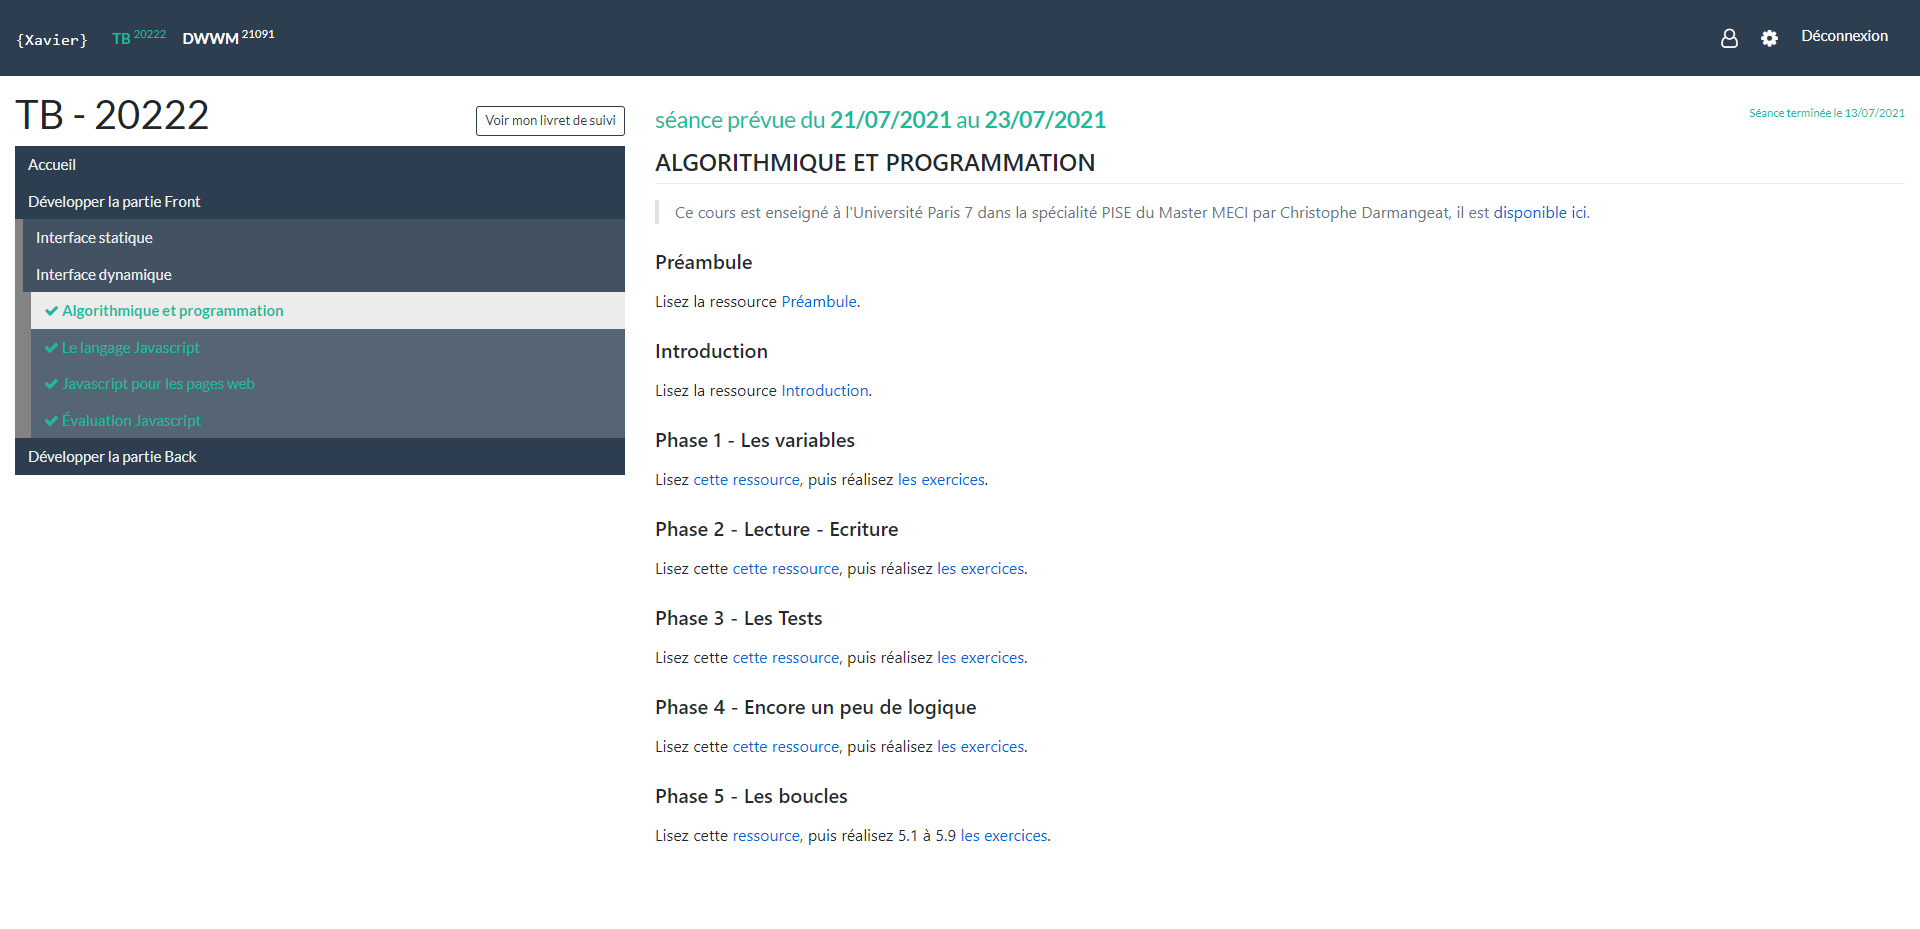 {Xavier} TB 20222 DWWM 21091 Déconnexion
TB - 20222
Voir mon livret de suivi
Accueil
Développer la partie Front
Interface statique
Interface dynamique
Algorithmique et programmation
Le langage Javascript
Javascript pour les pages web
Évaluation Javascript
Développer la partie Back
séance prévue du 21/07/2021 au 23/07/2021
Séance terminée le 13/07/2021
ALGORITHMIQUE ET PROGRAMMATION
Ce cours est enseigné à l'Université Paris 7 dans la spécialité PISE du Master MECI par Christophe Darmangeat, il est disponible ici.
Préambule
Lisez la ressource Préambule.
Introduction
Lisez la ressource Introduction.
Phase 1 - Les variables
Lisez cette ressource, puis réalisez les exercices.
Phase 2 - Lecture - Ecriture
Lisez cette cette ressource, puis réalisez les exercices.
Phase 3 - Les Tests
Lisez cette cette ressource, puis réalisez les exercices.
Phase 4 - Encore un peu de logique
Lisez cette cette ressource, puis réalisez les exercices.
Phase 5 - Les boucles
Lisez cette ressource, puis réalisez 5.1 à 5.9 les exercices.